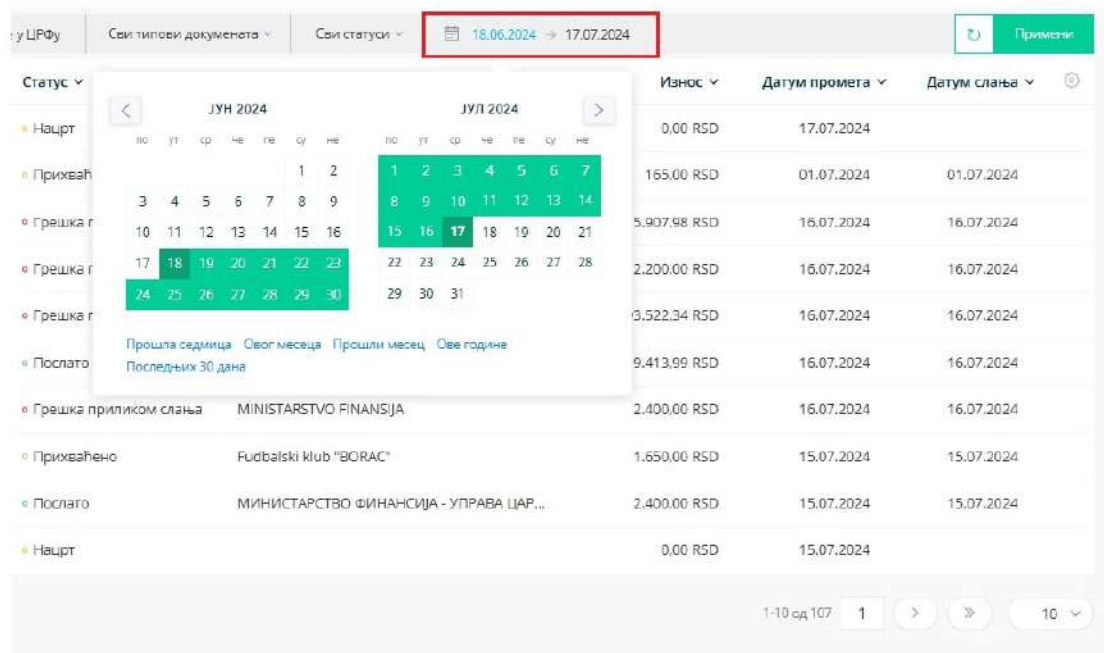 у ЦРФу Сви типови документа Сви статуси 18.06.2024 → 17.07.2024 Примени
Статус Износ Датум промета Датум слања
ЈУН 2024 ЈУЛ 2024
по ут ср че пе су не по ут ср че пе су не
1 2 1 2 3 4 5 6 7
3 4 5 6 7 8 9 8 9 10 11 12 13 14
10 11 12 13 14 15 16 15 16 17 18 19 20 21
17 18 19 20 21 22 23 22 23 24 25 26 27 28
24 25 26 27 28 29 30 29 30 31
Прошла седмица Овог месеца Прошли месец Ове године
Последњих 30 дана
Нацрт 0,00 RSD 17.07.2024
Прихваћ 165,00 RSD 01.07.2024 01.07.2024
Грешка 5.907,98 RSD 16.07.2024 16.07.2024
Грешка 2.200,00 RSD 16.07.2024 16.07.2024
Грешка 3.522,34 RSD 16.07.2024 16.07.2024
Послато 9.413,99 RSD 16.07.2024 16.07.2024
Грешка приликом слања MINISTARSTVO FINANSIJA 2.400,00 RSD 16.07.2024 16.07.2024
Прихваћено Fudbalski klub "BORAC" 1.650,00 RSD 15.07.2024 15.07.2024
Послато МИНИСТАРСТВО ФИНАНСИЈА - УПРАВА ЦАР... 2.400,00 RSD 15.07.2024 15.07.2024
Нацрт 0,00 RSD 15.07.2024
1-10 од 107 1 10